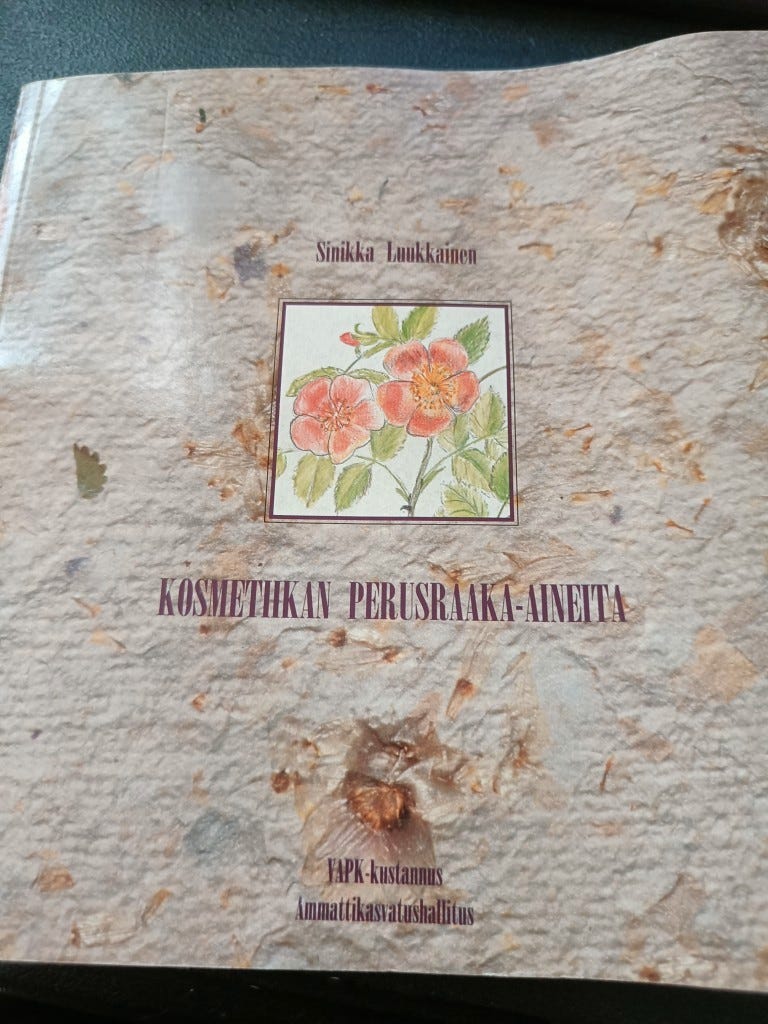 Sinikka Luukkainen
KOSMETIIKAN PERUSRAAKA-AINEITA
VAPK-kustannus
Ammattikasvatushallitus